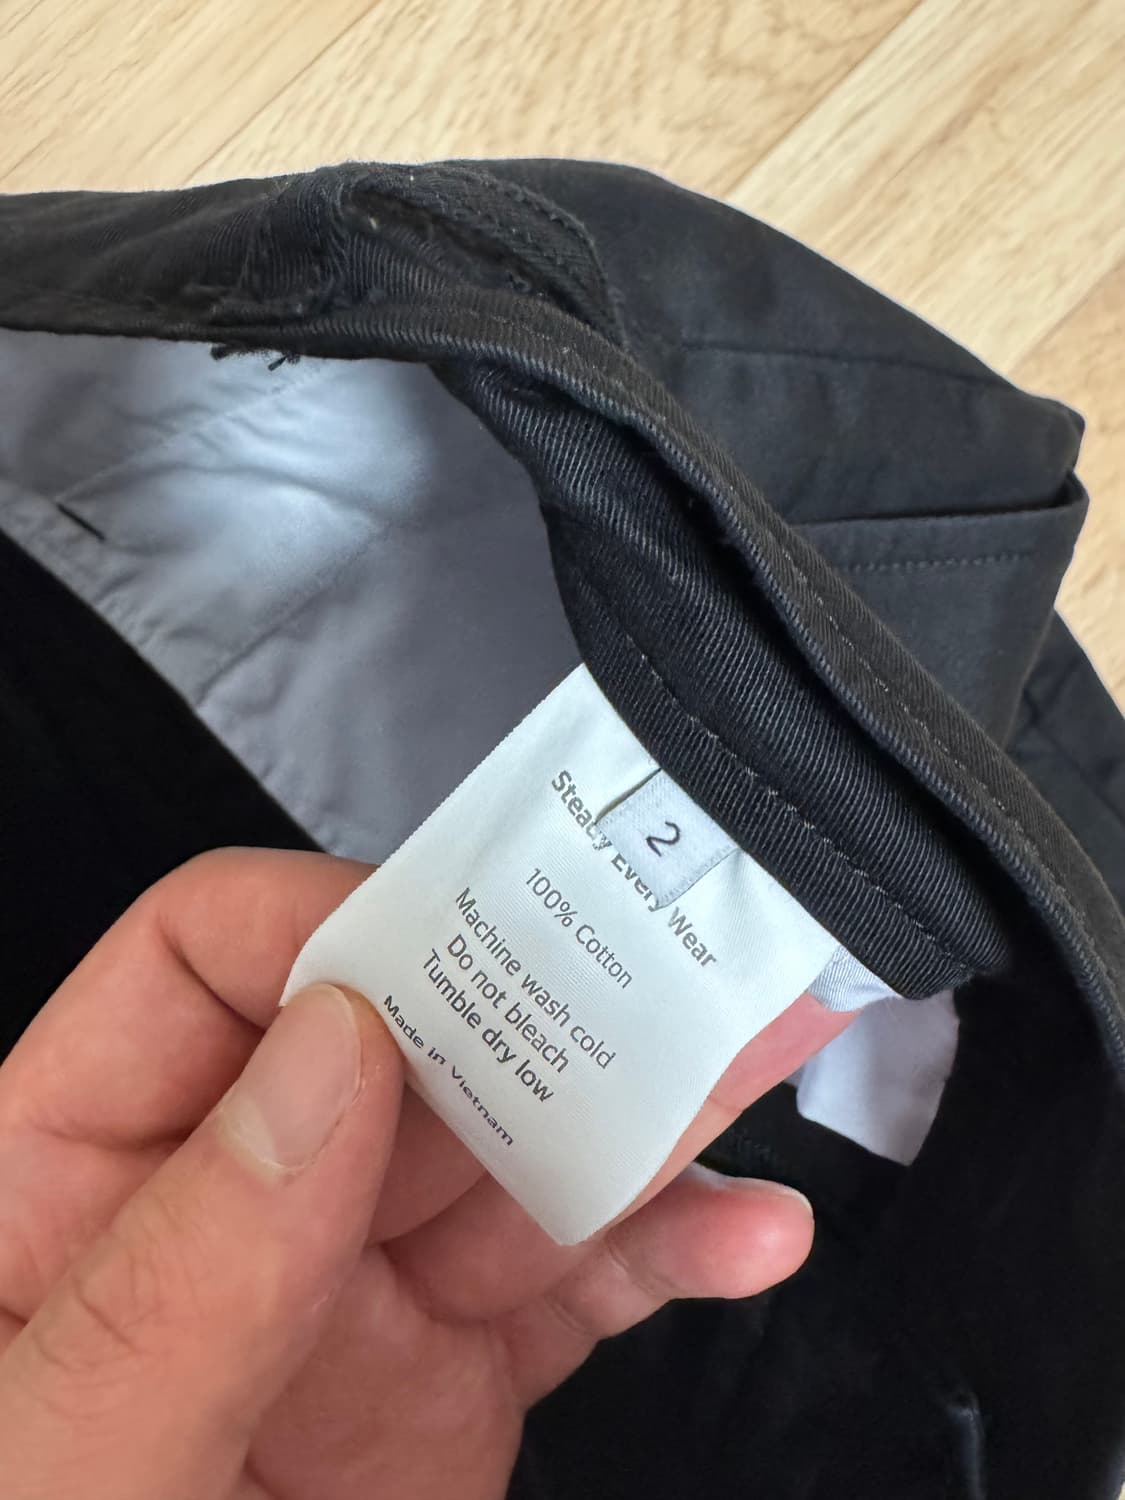 2
Steady Every Wear
100% Cotton
Machine wash cold
Do not bleach
Tumble dry low
Made in Vietnam